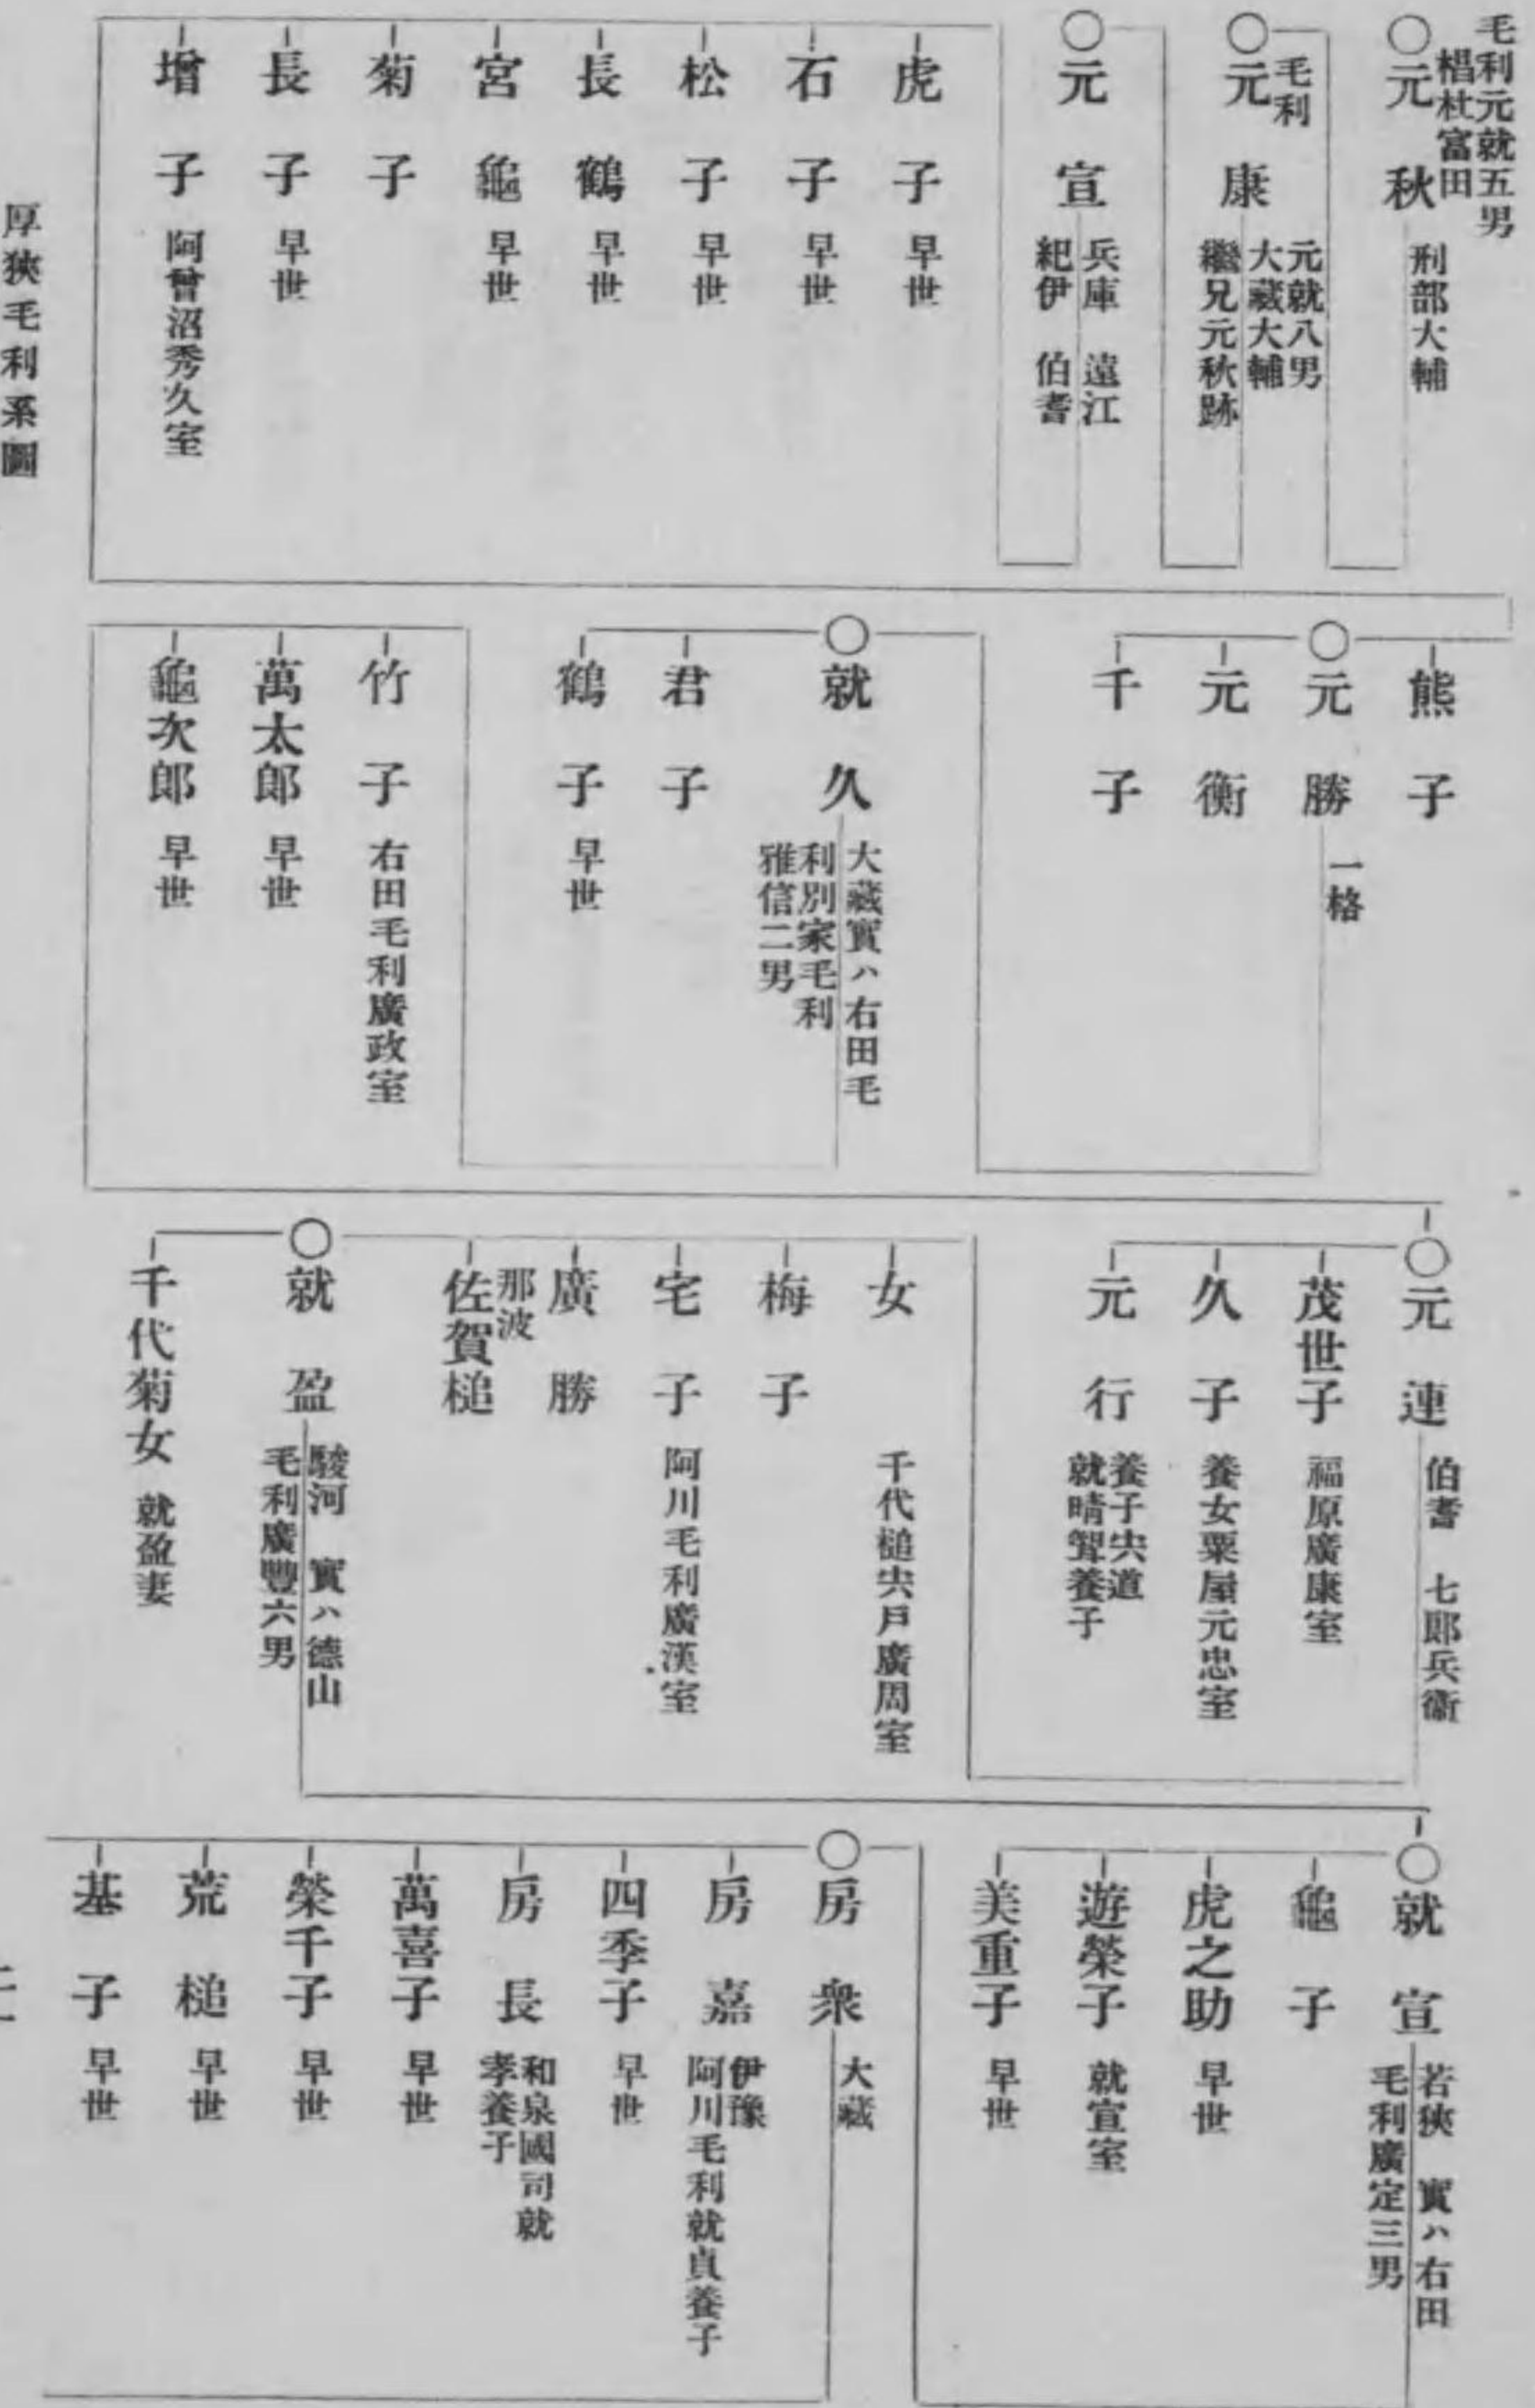 毛利元就五男
椙杜富田
〇元秋
刑部大輔
毛利
〇元康
元就八男
大藏大輔
繼兄元秋跡
〇元宣
兵庫 遠江
紀伊 伯耆
虎子 早世
石子 早世
松子 早世
長鶴 早世
宮龜 早世
菊子
長子 早世
增子 阿曾沼秀久室
厚狹毛利系圖
熊子
〇元勝 一格
元衡
千子
〇就久
大藏實ハ右田毛
利別家毛利
雅信二男
君子
鶴子 早世
竹子 右田毛利廣政室
萬太郎 早世
龜次郎 早世
〇元連 伯耆 七郎兵衞
茂世子 福原廣康室
久子 養女粟屋元忠室
元行
養子宍道
就晴聟養子
女 千代槌宍戶廣周室
梅子
宅子 阿川毛利廣漢室
廣勝
那波
佐賀槌
〇就盈
駿河 實ハ德山
毛利廣豐六男
千代菊女 就盈妻
〇就宣
若狹 實ハ右田
毛利廣定三男
龜子
虎之助 早世
遊榮子 就宣室
美重子 早世
〇房衆 大藏
房嘉
伊豫
阿川毛利就貞養子
四季子 早世
房長
和泉國司就
孝養子
萬喜子 早世
榮千子 早世
荒槌 早世
基子 早世